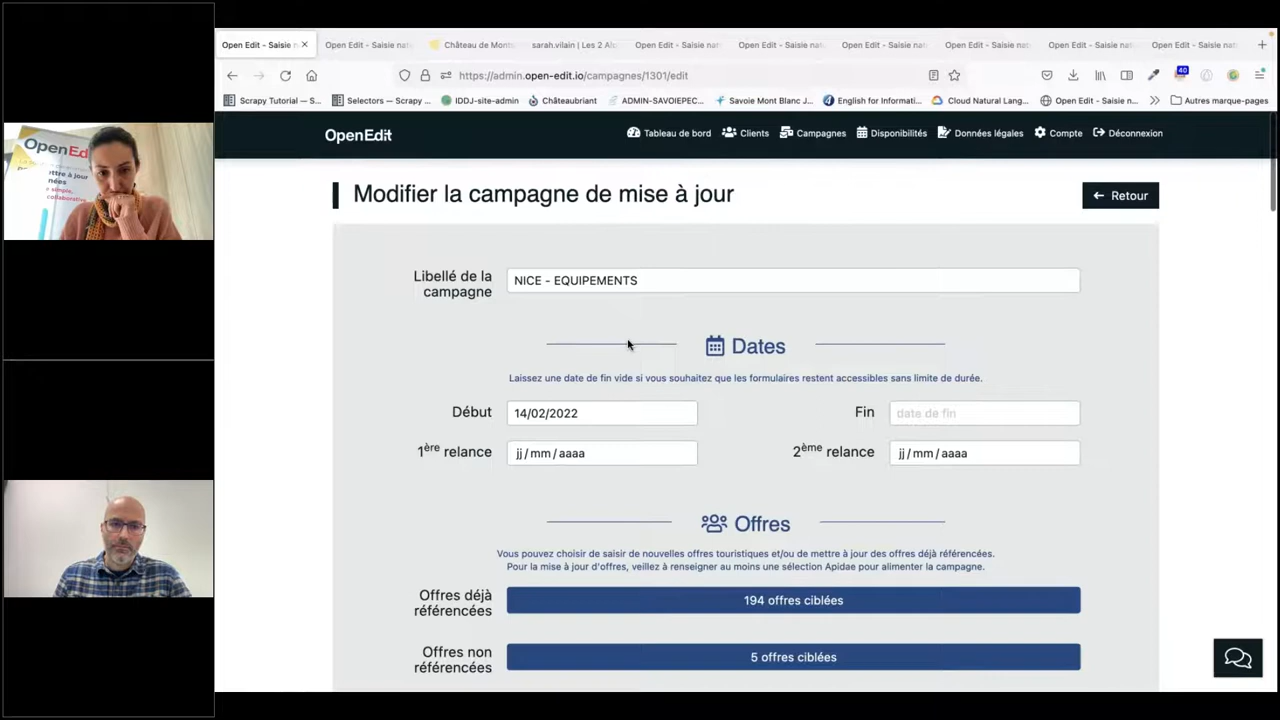 Open Edit - Saisie n
Open Edit - Saisie nat
Château de Monts
sarah.vilain | Les 2 Al
Open Edit - Saisie nat
Open Edit - Saisie nat
Open Edit - Saisie nat
Open Edit - Saisie nat
Open Edit - Saisie nat
Open Edit - Saisie nat
https://admin.open-edit.io/campagnes/1301/edit
40
Scrapy Tutorial — S...
Selectors — Scrapy ...
IDDJ-site-admin
Châteaubriant
ADMIN-SAVOIEPEC...
Savoie Mont Blanc J...
English for Informati...
Cloud Natural Lang...
Open Edit - Saisie n...
Autres marque-pages
OpenEdit
Tableau de bord
Clients
Campagnes
Disponibilités
Données légales
Compte
Déconnexion
OpenEd
ettre à jour
nnées
simple,
collaborative
Modifier la campagne de mise à jour
Retour
Libellé de la
campagne
NICE - EQUIPEMENTS
Dates
Laissez une date de fin vide si vous souhaitez que les formulaires restent accessibles sans limite de durée.
Début
14/02/2022
Fin
date de fin
1ère relance
jj/mm/aaaa
2ème relance
jj/mm/aaaa
Offres
Vous pouvez choisir de saisir de nouvelles offres touristiques et/ou de mettre à jour des offres déjà référencées.
Pour la mise à jour d'offres, veillez à renseigner au moins une sélection Apidae pour alimenter la campagne.
Offres déjà
référencées
194 offres ciblées
Offres non
référencées
5 offres ciblées